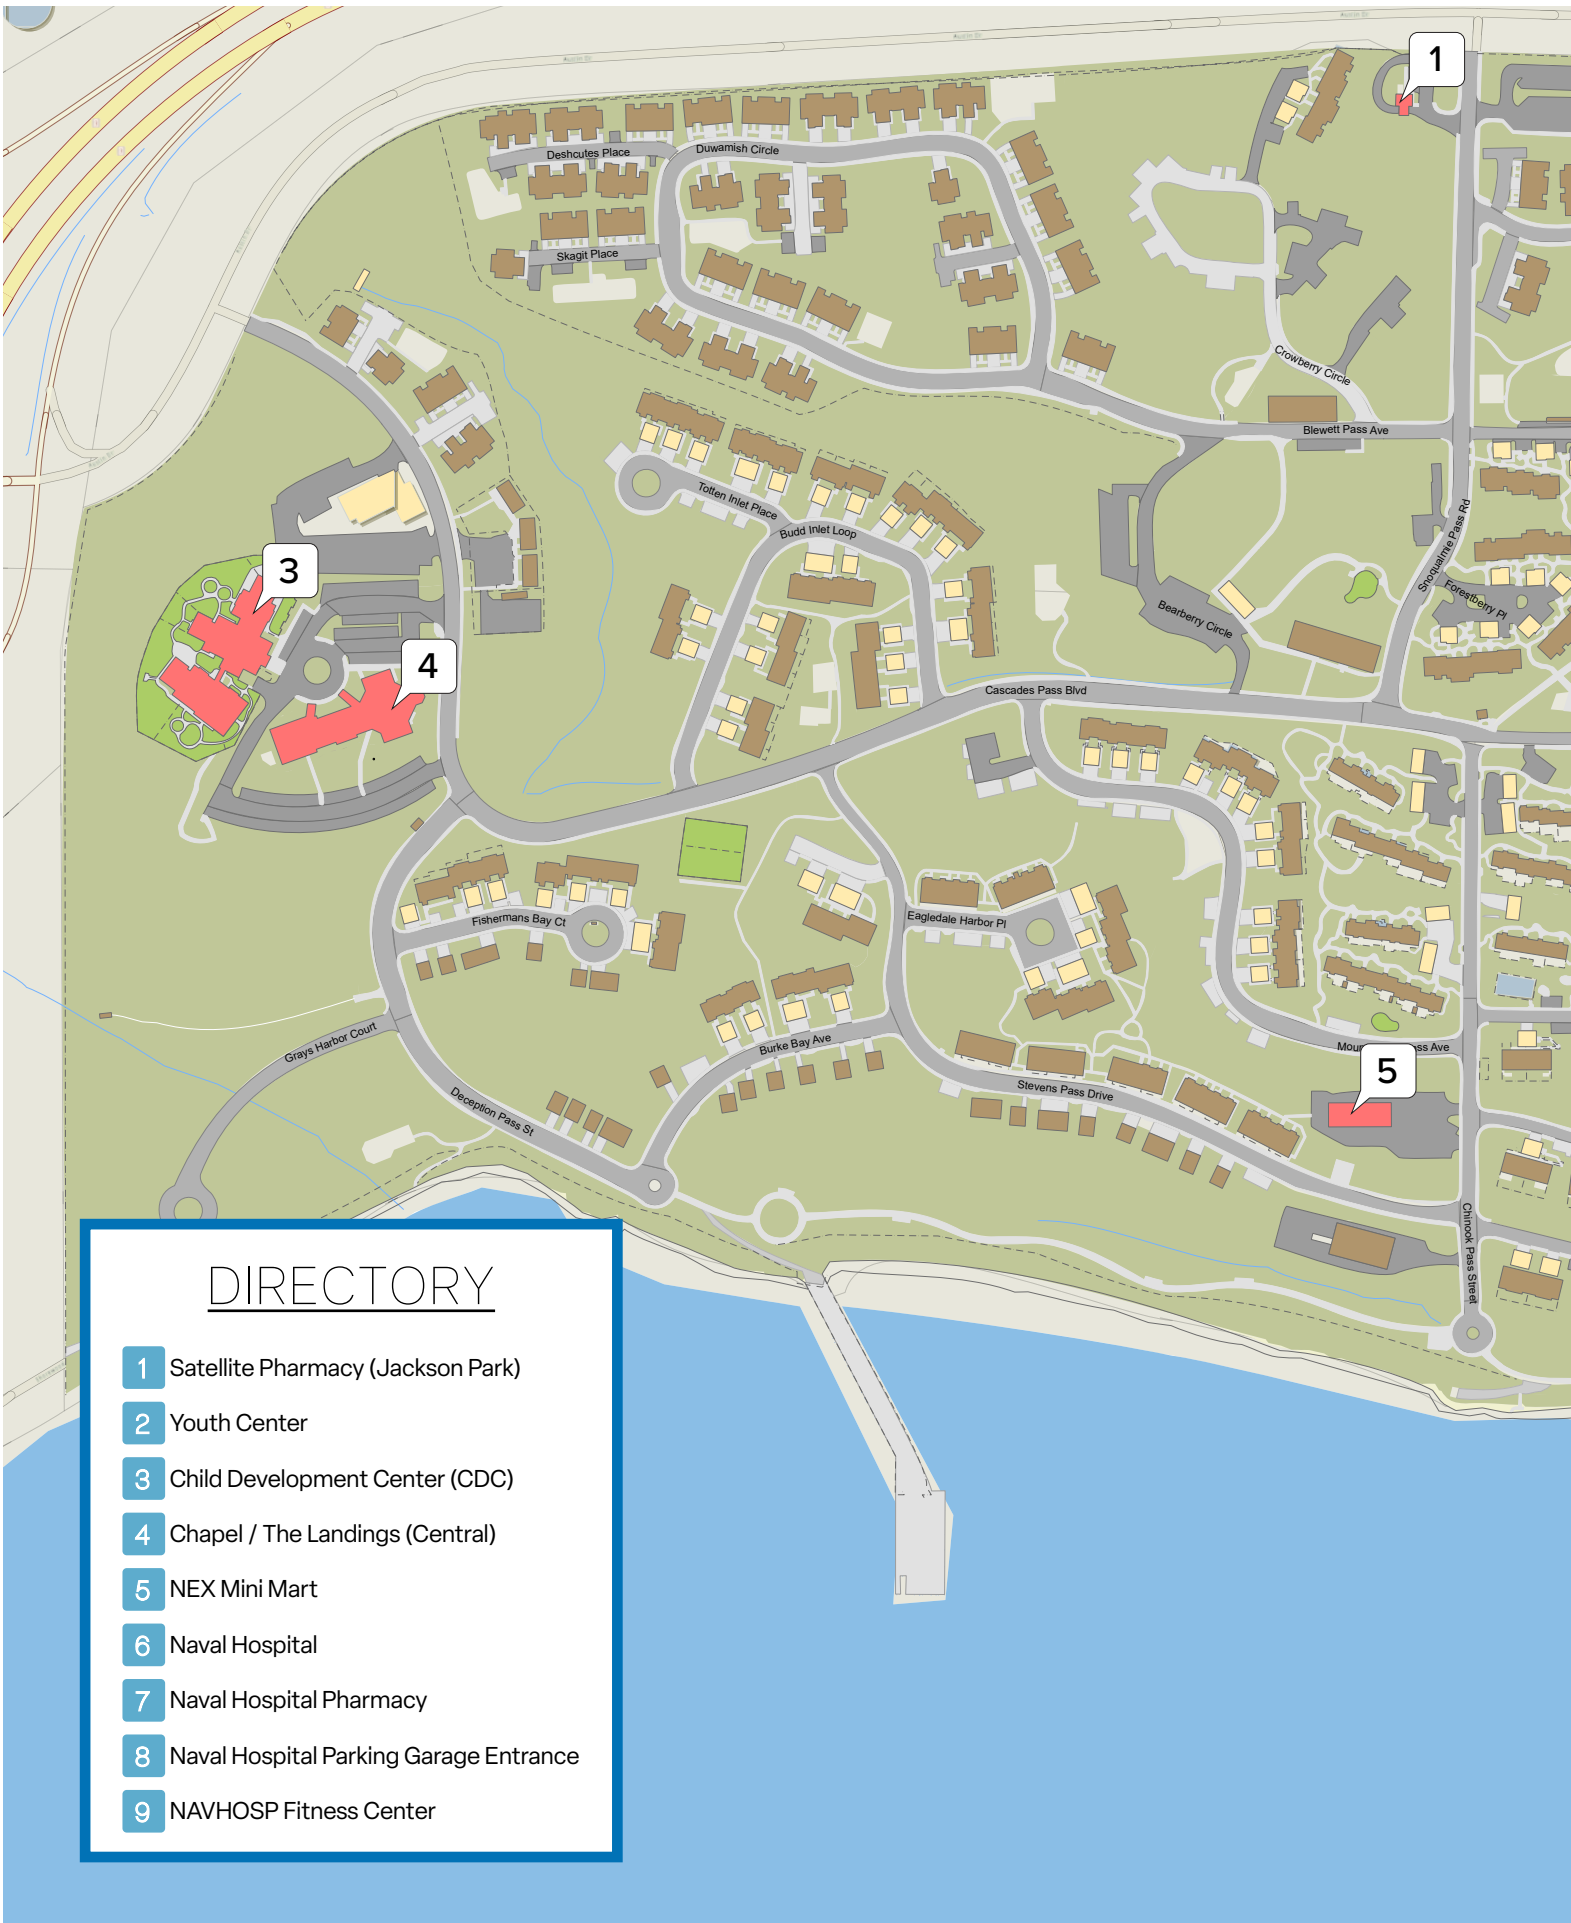 1
Deshcutes Place
Duwamish Circle
Skagit Place
Crowberry Circle
Blewett Pass Ave
Totten Inlet Place
Budd Inlet Loop
Snoqualmie Pass Rd
3
Forestberry Pl
Bearberry Circle
4
Cascades Pass Blvd
Fishermans Bay Ct
Eagledale Harbor Pl
Grays Harbor Court
Burke Bay Ave
5
Stevens Pass Drive
Deception Pass St
Chinook Pass Street
DIRECTORY
1 Satellite Pharmacy (Jackson Park)
2 Youth Center
3 Child Development Center (CDC)
4 Chapel / The Landings (Central)
5 NEX Mini Mart
6 Naval Hospital
7 Naval Hospital Pharmacy
8 Naval Hospital Parking Garage Entrance
9 NAVHOSP Fitness Center